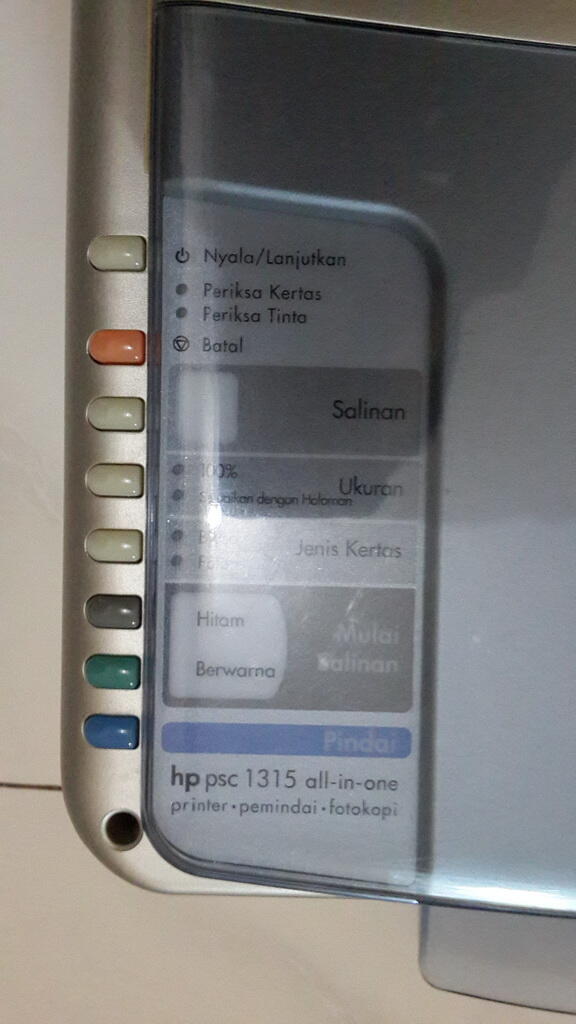 Nyala/Lanjutkan
Periksa Kertas
Periksa Tinta
Batal
Salinan
100%
Sesuaikan dengan Halaman
Ukuran
Jenis Kertas
Hitam
Berwarna
Mulai
Salinan
Pindai
hp psc 1315 all-in-one
printer • pemindai • fotokopi